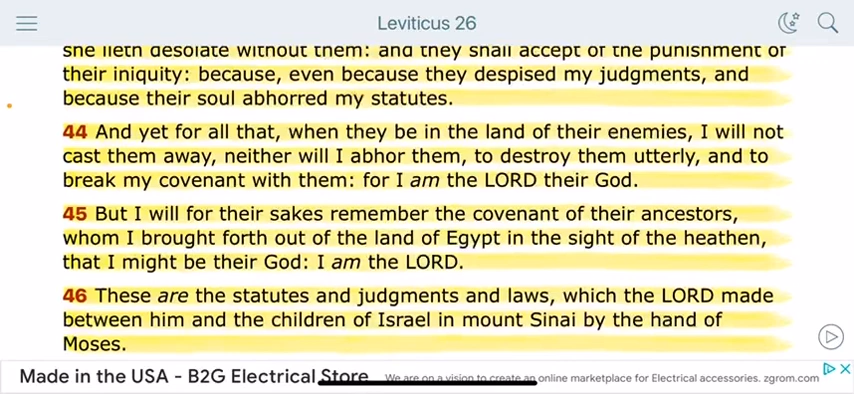 Leviticus 26
she lieth desolate without them: and they shall accept of the punishment of
their iniquity: because, even because they despised my judgments, and
because their soul abhorred my statutes.
44 And yet for all that, when they be in the land of their enemies, I will not
cast them away, neither will I abhor them, to destroy them utterly, and to
break my covenant with them: for I am the LORD their God.
45 But I will for their sakes remember the covenant of their ancestors,
whom I brought forth out of the land of Egypt in the sight of the heathen,
that I might be their God: I am the LORD.
46 These are the statutes and judgments and laws, which the LORD made
between him and the children of Israel in mount Sinai by the hand of
Moses.
Made in the USA - B2G Electrical Store We are on a vision to create an online marketplace for Electrical accessories. zgrom.com